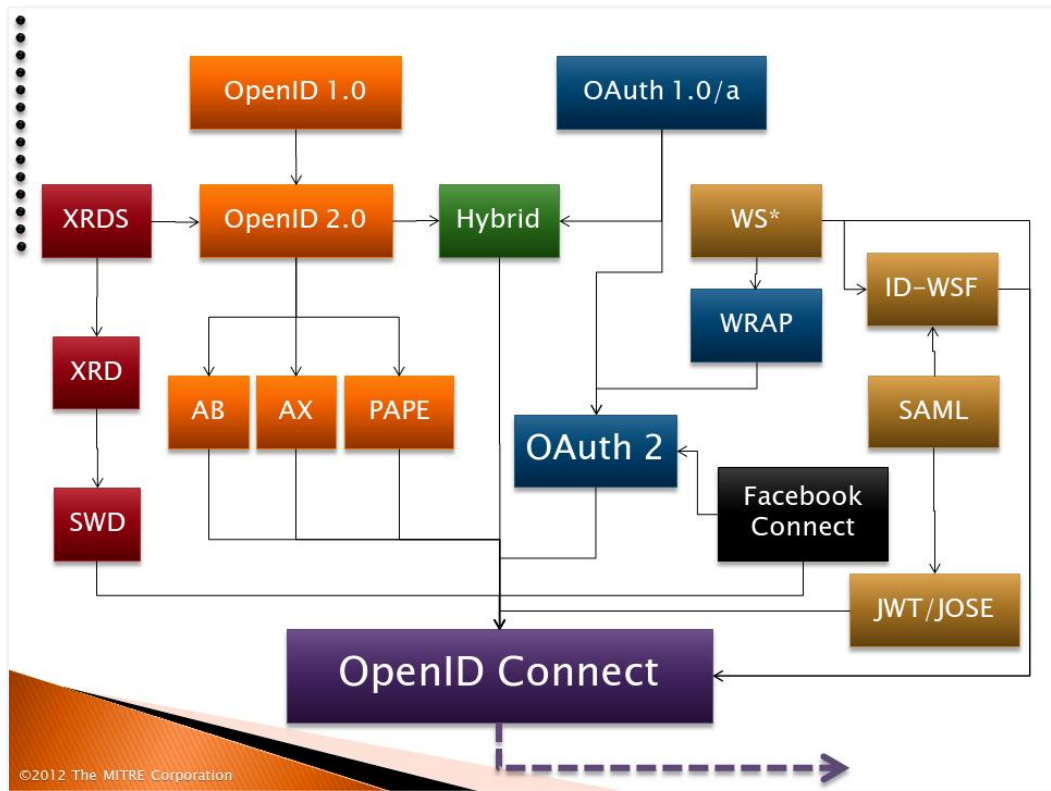 OpenID 1.0
OAuth 1.0/a
XRDS
OpenID 2.0
Hybrid
WS*
ID-WSF
WRAP
XRD
AB
AX
PAPE
SAML
OAuth 2
Facebook
Connect
SWD
JWT/JOSE
OpenID Connect
©2012 The MITRE Corporation